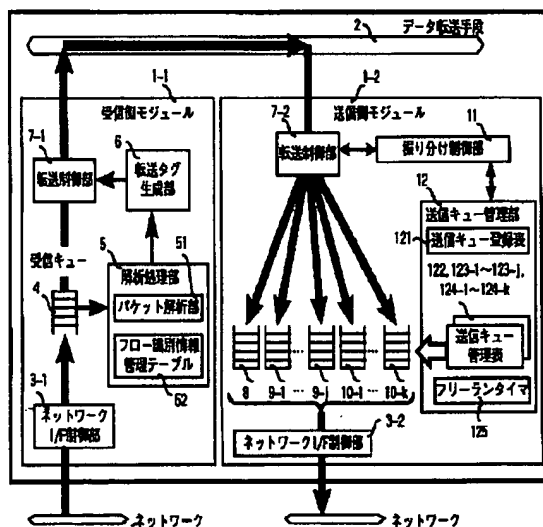 2
データ転送手段
1-1
受信側モジュール
1-2
送信側モジュール
7-1
転送制御部
6
転送タグ
生成部
7-2
転送制御部
11
振り分け制御部
12
送信キュー管理部
121
送信キュー登録表
122, 123-1〜123-j,
124-1〜124-k
送信キュー
管理表
フリーランタイマ
125
受信キュー
4
5
解析処理部
51
パケット解析部
フロー識別情報
管理テーブル
52
8
9-1
…
9-j
10-1
…
10-k
3-1
ネットワーク
I/F制御部
3-2
ネットワークI/F制御部
ネットワーク
ネットワーク